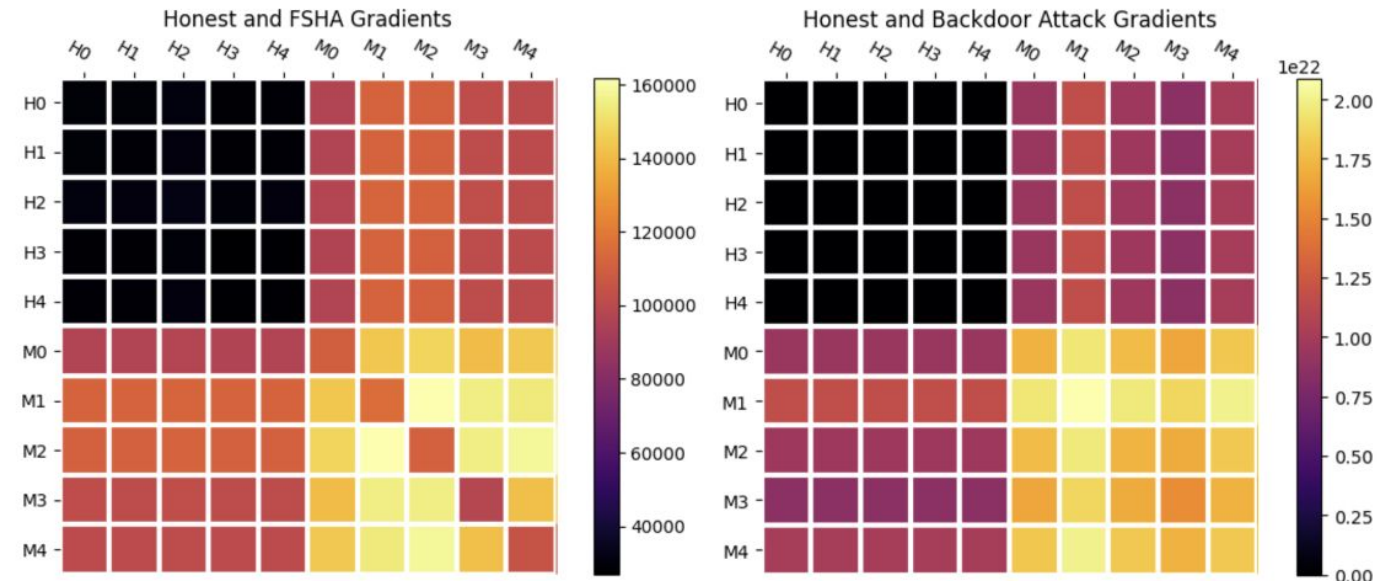 Honest and FSHA Gradients
H0 H1 H2 H3 H4 M0 M1 M2 M3 M4
H0
H1
H2
H3
H4
M0
M1
M2
M3
M4
160000
140000
120000
100000
80000
60000
40000
Honest and Backdoor Attack Gradients
H0 H1 H2 H3 H4 M0 M1 M2 M3 M4
H0
H1
H2
H3
H4
M0
M1
M2
M3
M4
1e22
2.00
1.75
1.50
1.25
1.00
0.75
0.50
0.25
0.00